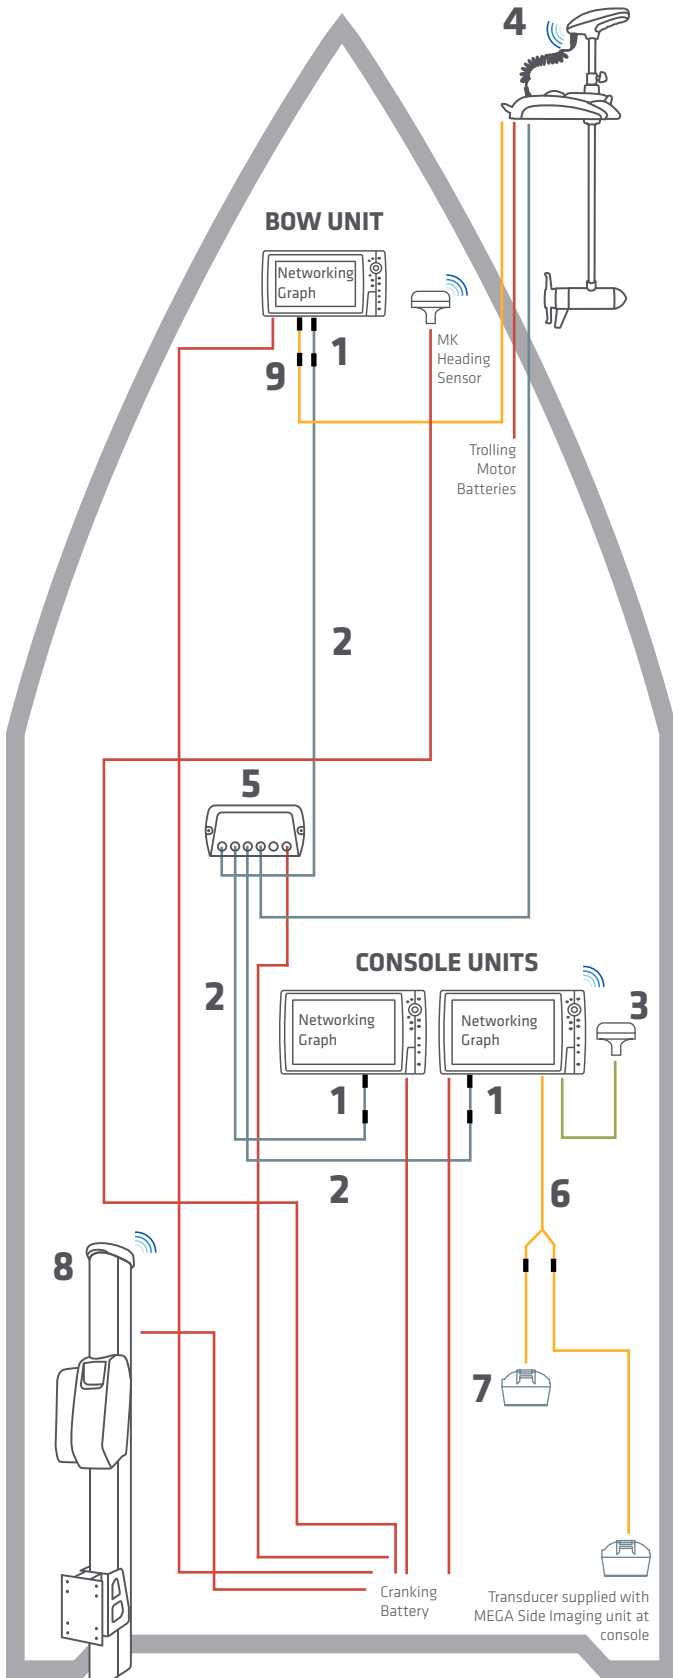 4
BOW UNIT
Networking
Graph
1
9
MK
Heading
Sensor
Trolling
Motor
Batteries
2
5
CONSOLE UNITS
2
Networking
Graph
Networking
Graph
3
1
1
2
6
8
7
Cranking
Battery
Transducer supplied with
MEGA Side Imaging unit at
console